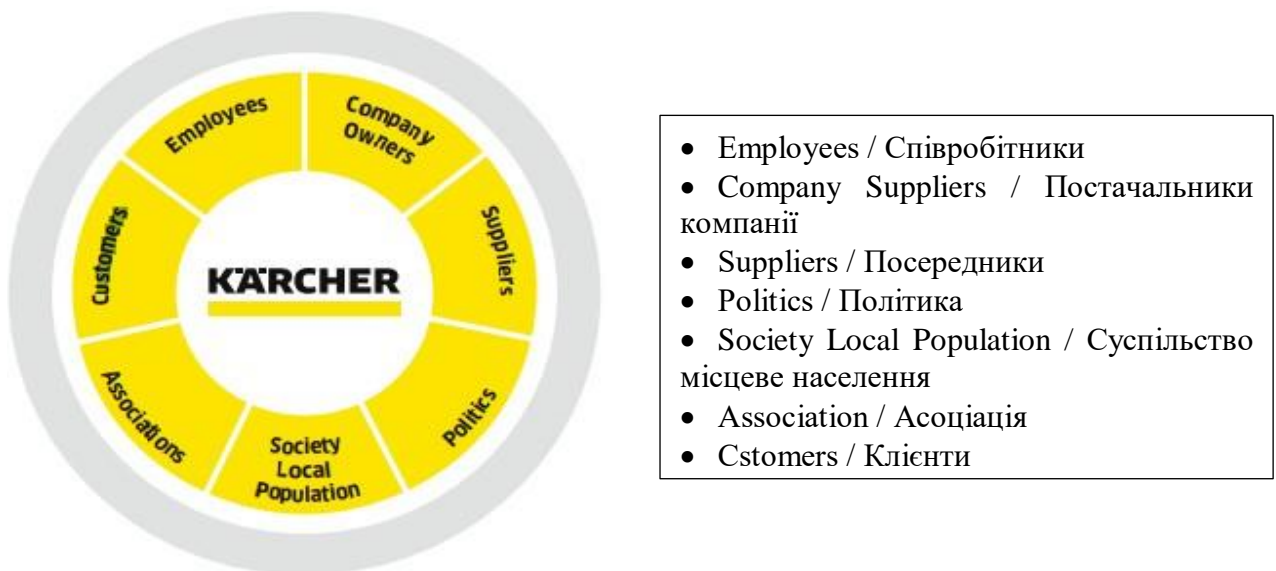 Employees
Company
Owners
Suppliers
Politics
Society
Local
Population
Associations
Customers
KÄRCHER
• Employees / Співробітники
• Company Suppliers / Постачальники
компанії
• Suppliers / Посередники
• Politics / Політика
• Society Local Population / Суспільство
місцеве населення
• Association / Асоціація
• Cstomers / Клієнти